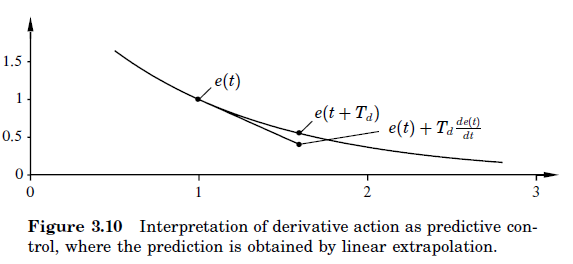 1.5
e(t)
1
e(t + T_d)
e(t) + T_d de(t)/dt
0.5
0
0 1 2 3
Figure 3.10 Interpretation of derivative action as predictive con-
trol, where the prediction is obtained by linear extrapolation.